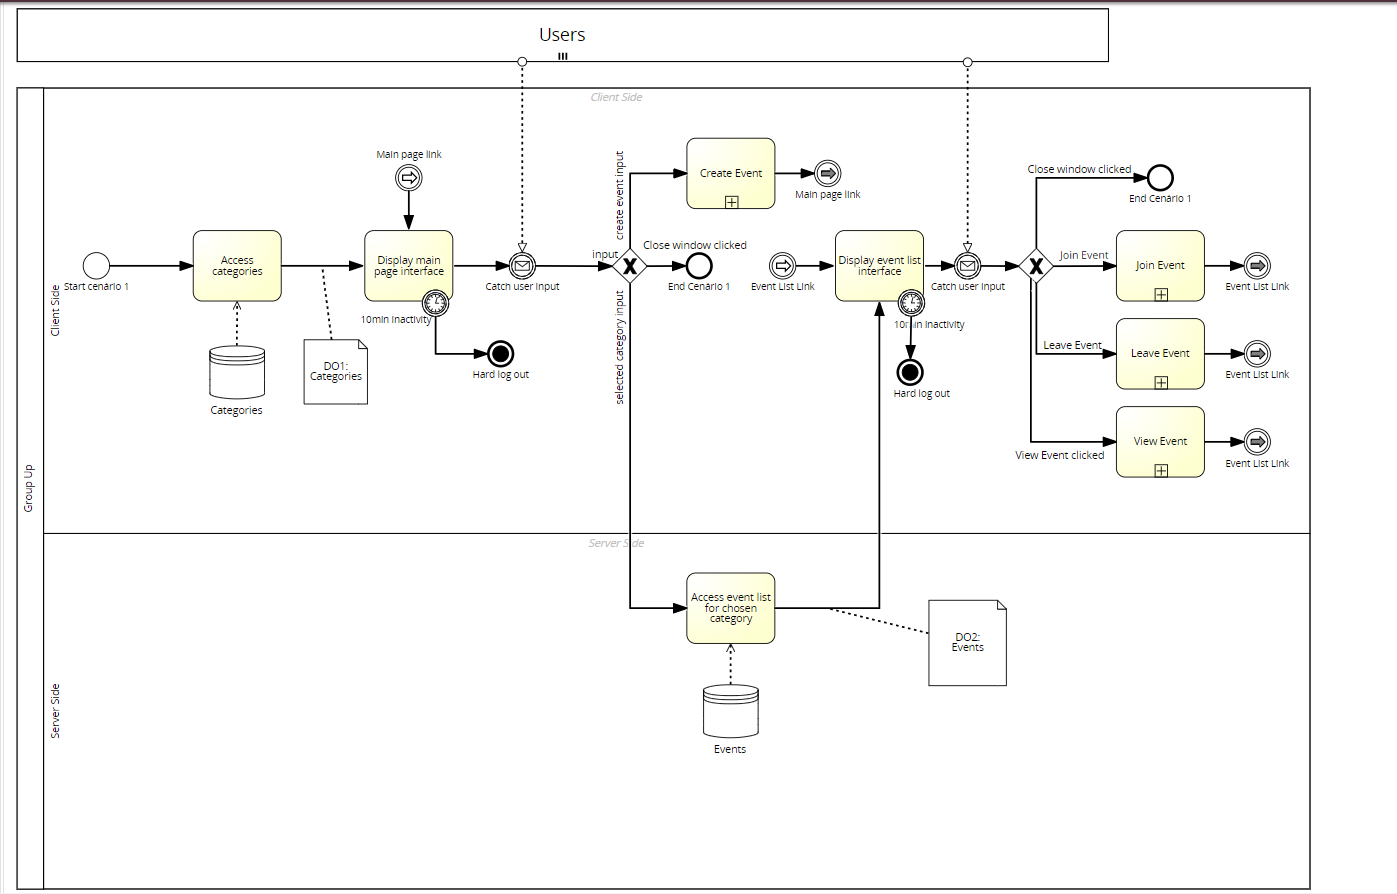 Users
Client Side
Group Up
Client Side
Start cenário 1
Access
categories
Categories
DO1:
Categories
Main page link
Display main
page interface
10min inactivity
Hard log out
Catch user input
input
create event input
selected category input
Create Event
Main page link
Close window clicked
End Cenário 1
Event List Link
Display event list
interface
10min inactivity
Hard log out
Catch user input
Close window clicked
End Cenário 1
Join Event
Join Event
Event List Link
Leave Event
Leave Event
Event List Link
View Event clicked
View Event
Event List Link
Server Side
Server Side
Access event list
for chosen
category
Events
DO2:
Events